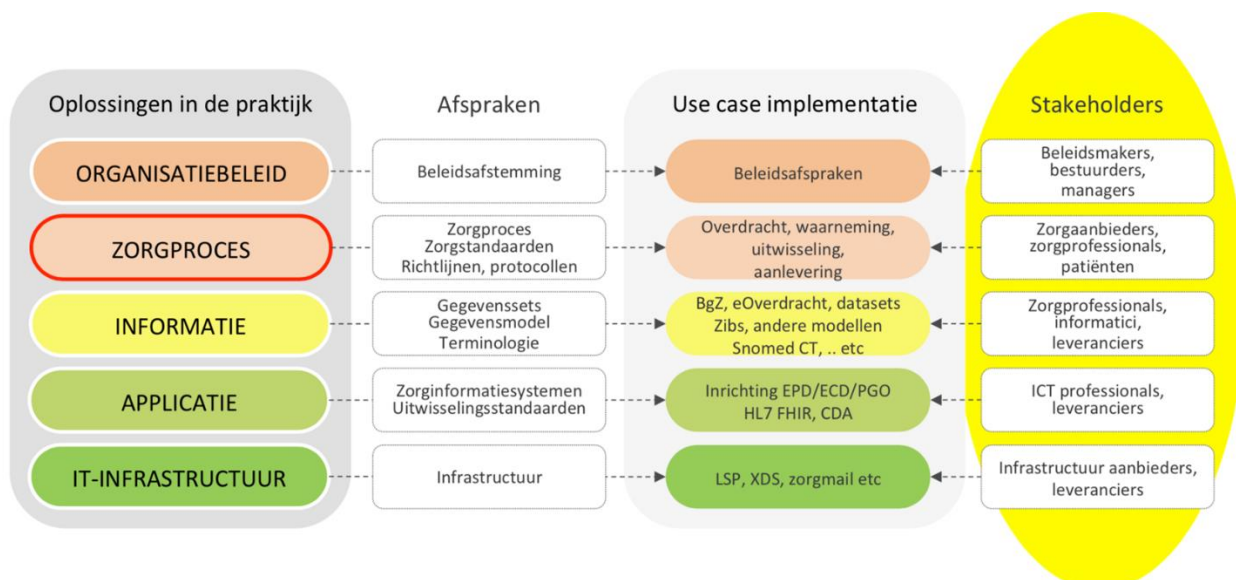 Oplossingen in de praktijk
Afspraken
Use case implementatie
Stakeholders
ORGANISATIEBELEID
Beleidsafstemming
Beleidsafspraken
Beleidsmakers,
bestuurders,
managers
ZORGPROCES
Zorgproces
Zorgstandaarden
Richtlijnen, protocollen
Overdracht, waarneming,
uitwisseling,
aanlevering
Zorgaanbieders,
zorgprofessionals,
patiënten
INFORMATIE
Gegevenssets
Gegevensmodel
Terminologie
BgZ, eOverdracht, datasets
Zibs, andere modellen
Snomed CT, .. etc
Zorgprofessionals,
informatici,
leveranciers
APPLICATIE
Zorginformatiesystemen
Uitwisselingsstandaarden
Inrichting EPD/ECD/PGO
HL7 FHIR, CDA
ICT professionals,
leveranciers
IT-INFRASTRUCTUUR
Infrastructuur
LSP, XDS, zorgmail etc
Infrastructuur aanbieders,
leveranciers